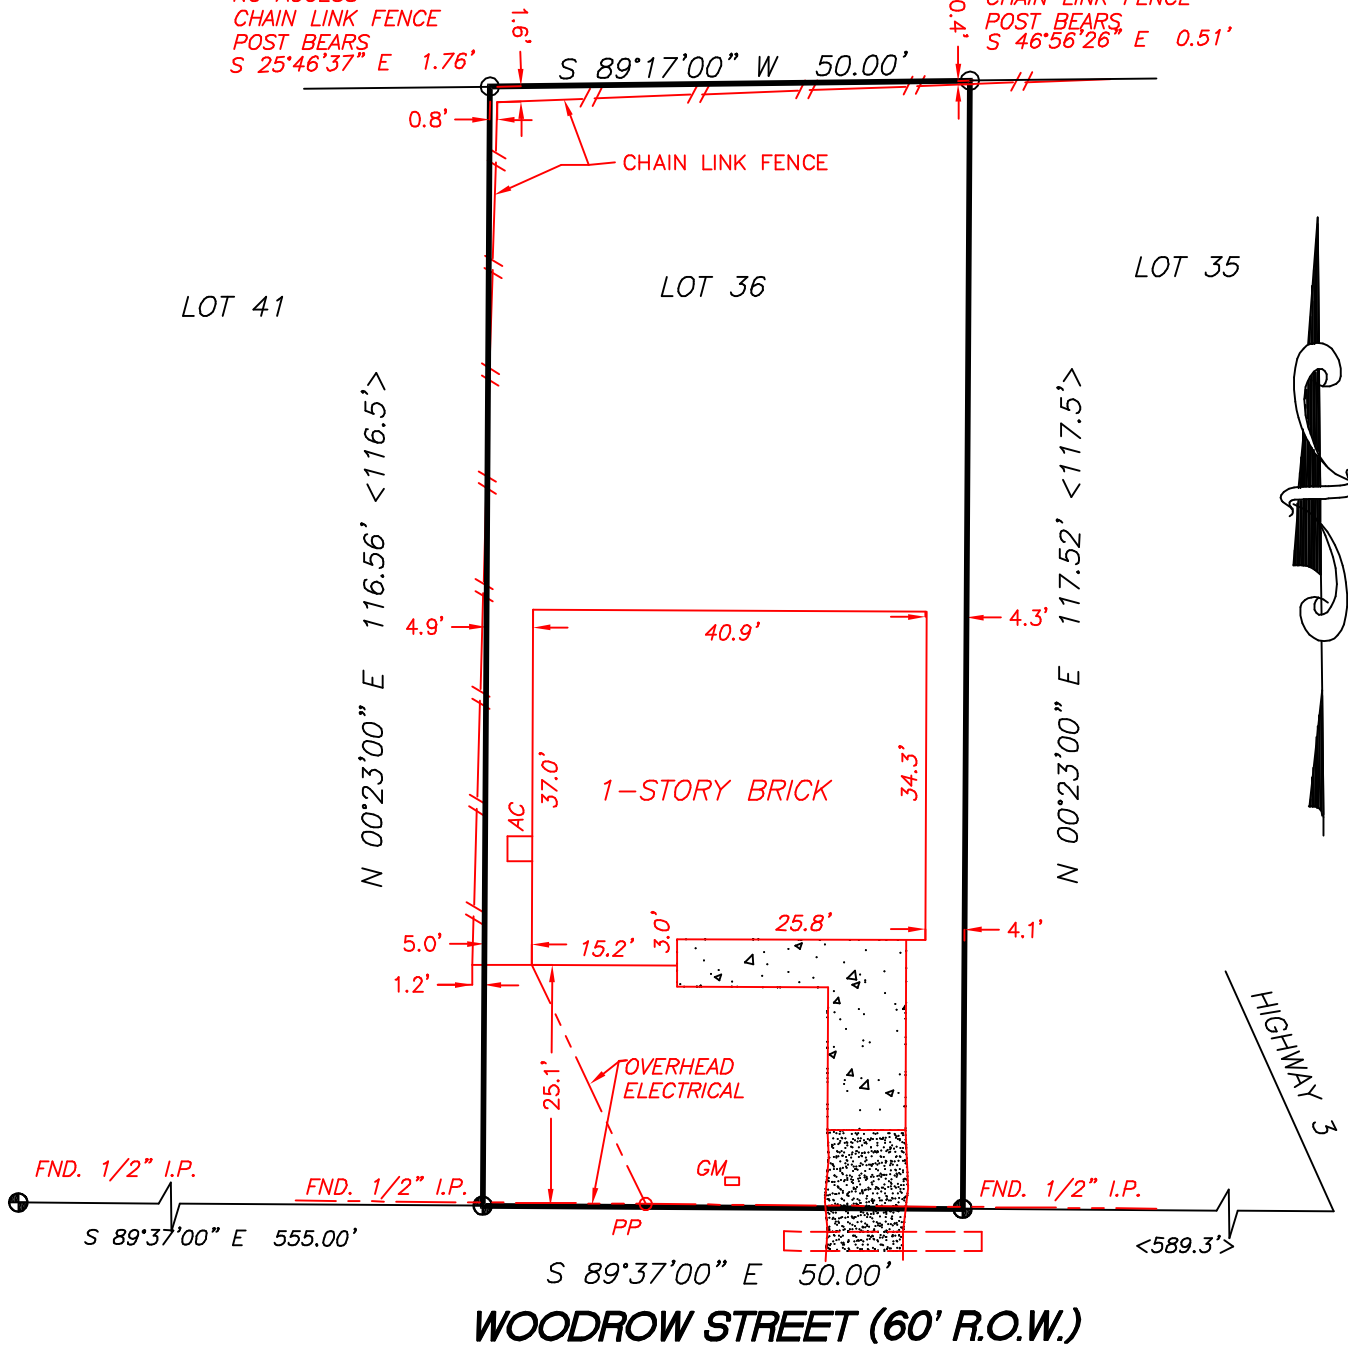 CHAIN LINK FENCE
POST BEARS
S 25°46'37" E 1.76'
1.6'
0.4'
CHAIN LINK FENCE
POST BEARS
S 46°56'26" E 0.51'
S 89°17'00" W 50.00'
0.8'
CHAIN LINK FENCE
LOT 41
LOT 36
LOT 35
N 00°23'00" E 116.56' <116.5'>
N 00°23'00" E 117.52' <117.5'>
4.9'
40.9'
4.3'
37.0'
1-STORY BRICK
34.3'
AC
5.0'
15.2'
3.0'
25.8'
4.1'
1.2'
25.1'
OVERHEAD
ELECTRICAL
HIGHWAY 3
GM
FND. 1/2" I.P.
FND. 1/2" I.P.
FND. 1/2" I.P.
PP
S 89°37'00" E 555.00'
<589.3'>
S 89°37'00" E 50.00'
WOODROW STREET (60' R.O.W.)